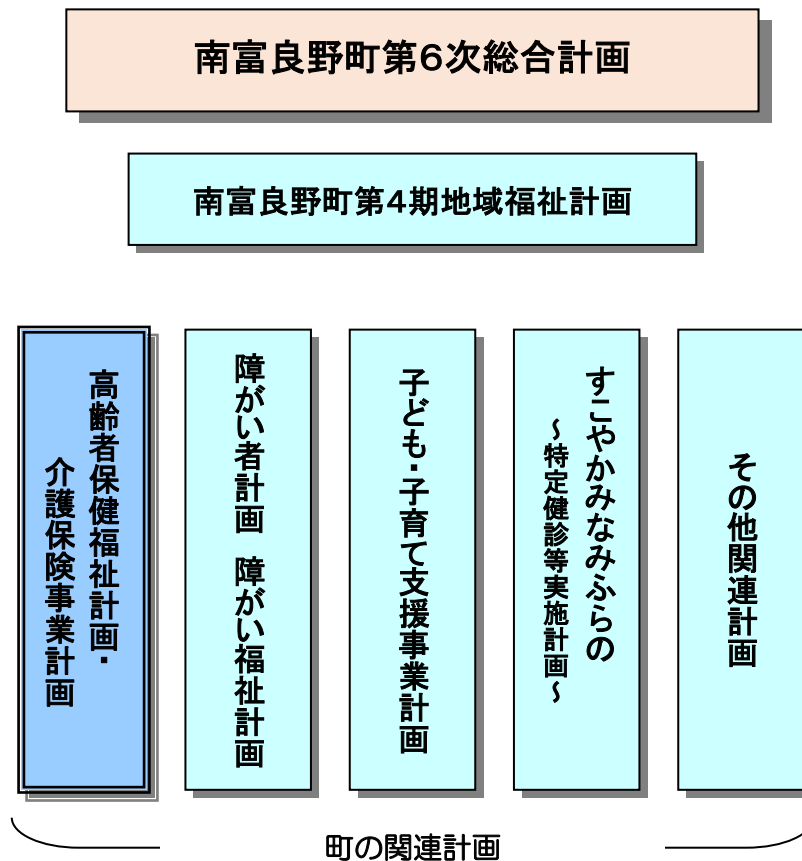 南富良野町第6次総合計画
南富良野町第4期地域福祉計画
高齢者保健福祉計画・
介護保険事業計画
障がい者計画 障がい福祉計画
子ども・子育て支援事業計画
すこやかみなみふらの
～特定健診等実施計画～
その他関連計画
町の関連計画